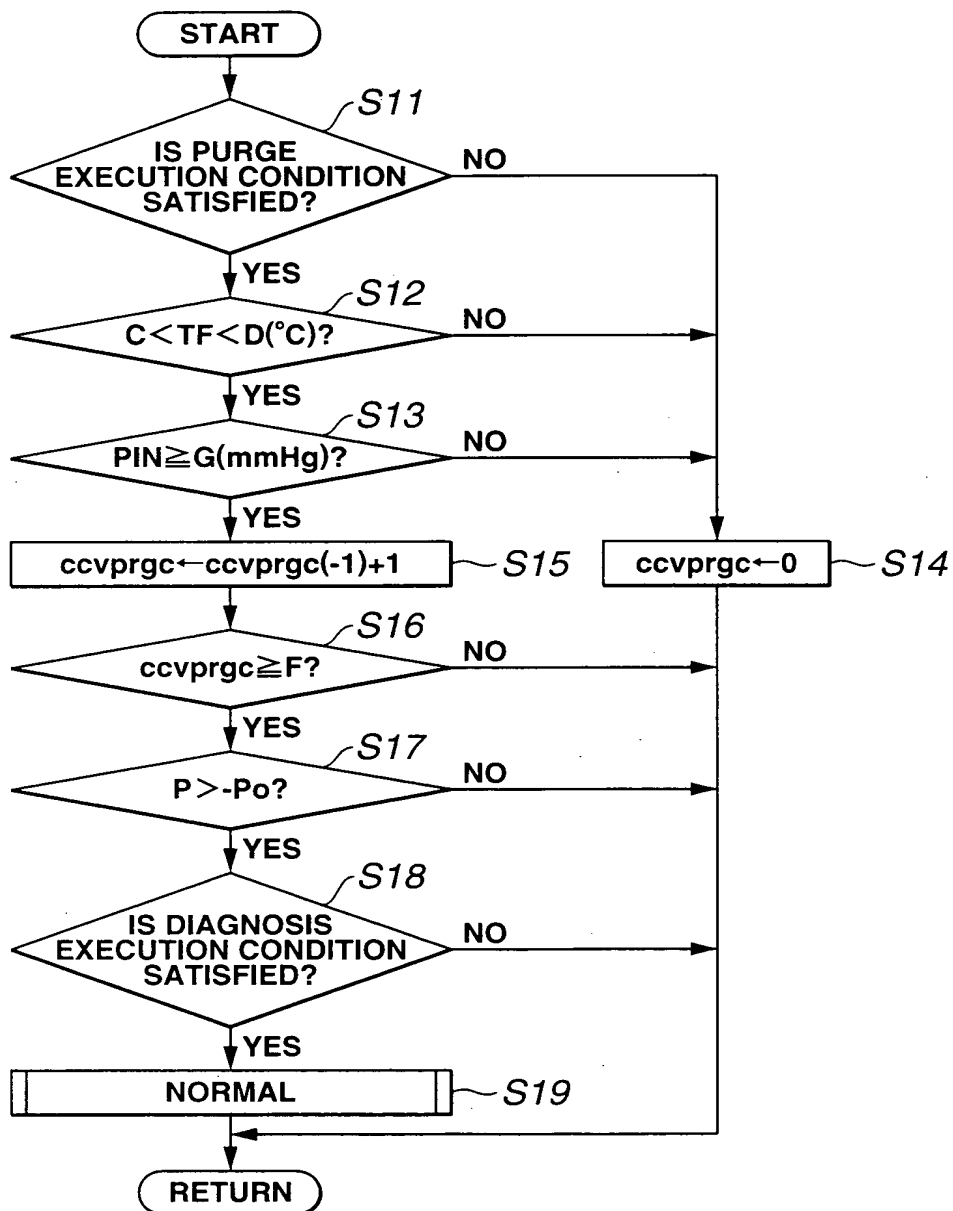 START
S11
IS PURGE
EXECUTION CONDITION
SATISFIED?
NO
YES
S12
C<TF<D(°C)?
NO
YES
S13
PIN≧G(mmHg)?
NO
YES
ccvprgc←ccvprgc(-1)+1
S15
ccvprgc←0
S14
S16
ccvprgc≧F?
NO
YES
S17
P>-Po?
NO
YES
S18
IS DIAGNOSIS
EXECUTION CONDITION
SATISFIED?
NO
YES
NORMAL
S19
RETURN